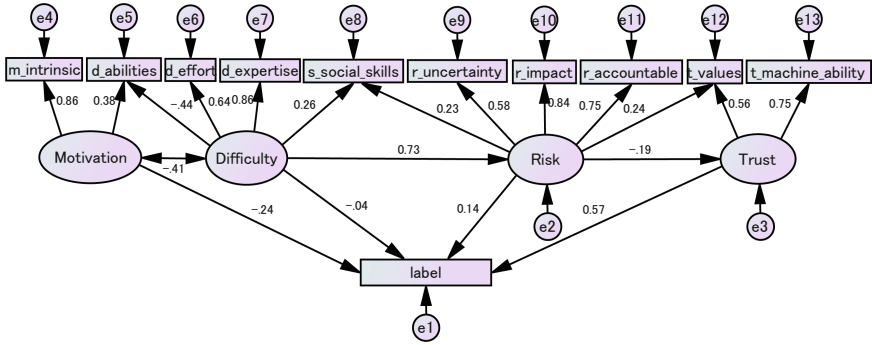 e4 e5 e6 e7 e8 e9 e10 e11 e12 e13
m_intrinsic d_abilities d_effort d_expertise s_social_skills r_uncertainty r_impact r_accountable t_values t_machine_ability
0.86 0.38 -.44 0.64 0.86 0.26 0.23 0.58 0.84 0.75 0.24 0.56 0.75
Motivation Difficulty Risk Trust
-.41 0.73 -.19
-.24 -.04 0.14 0.57
e2 e3
label
e1